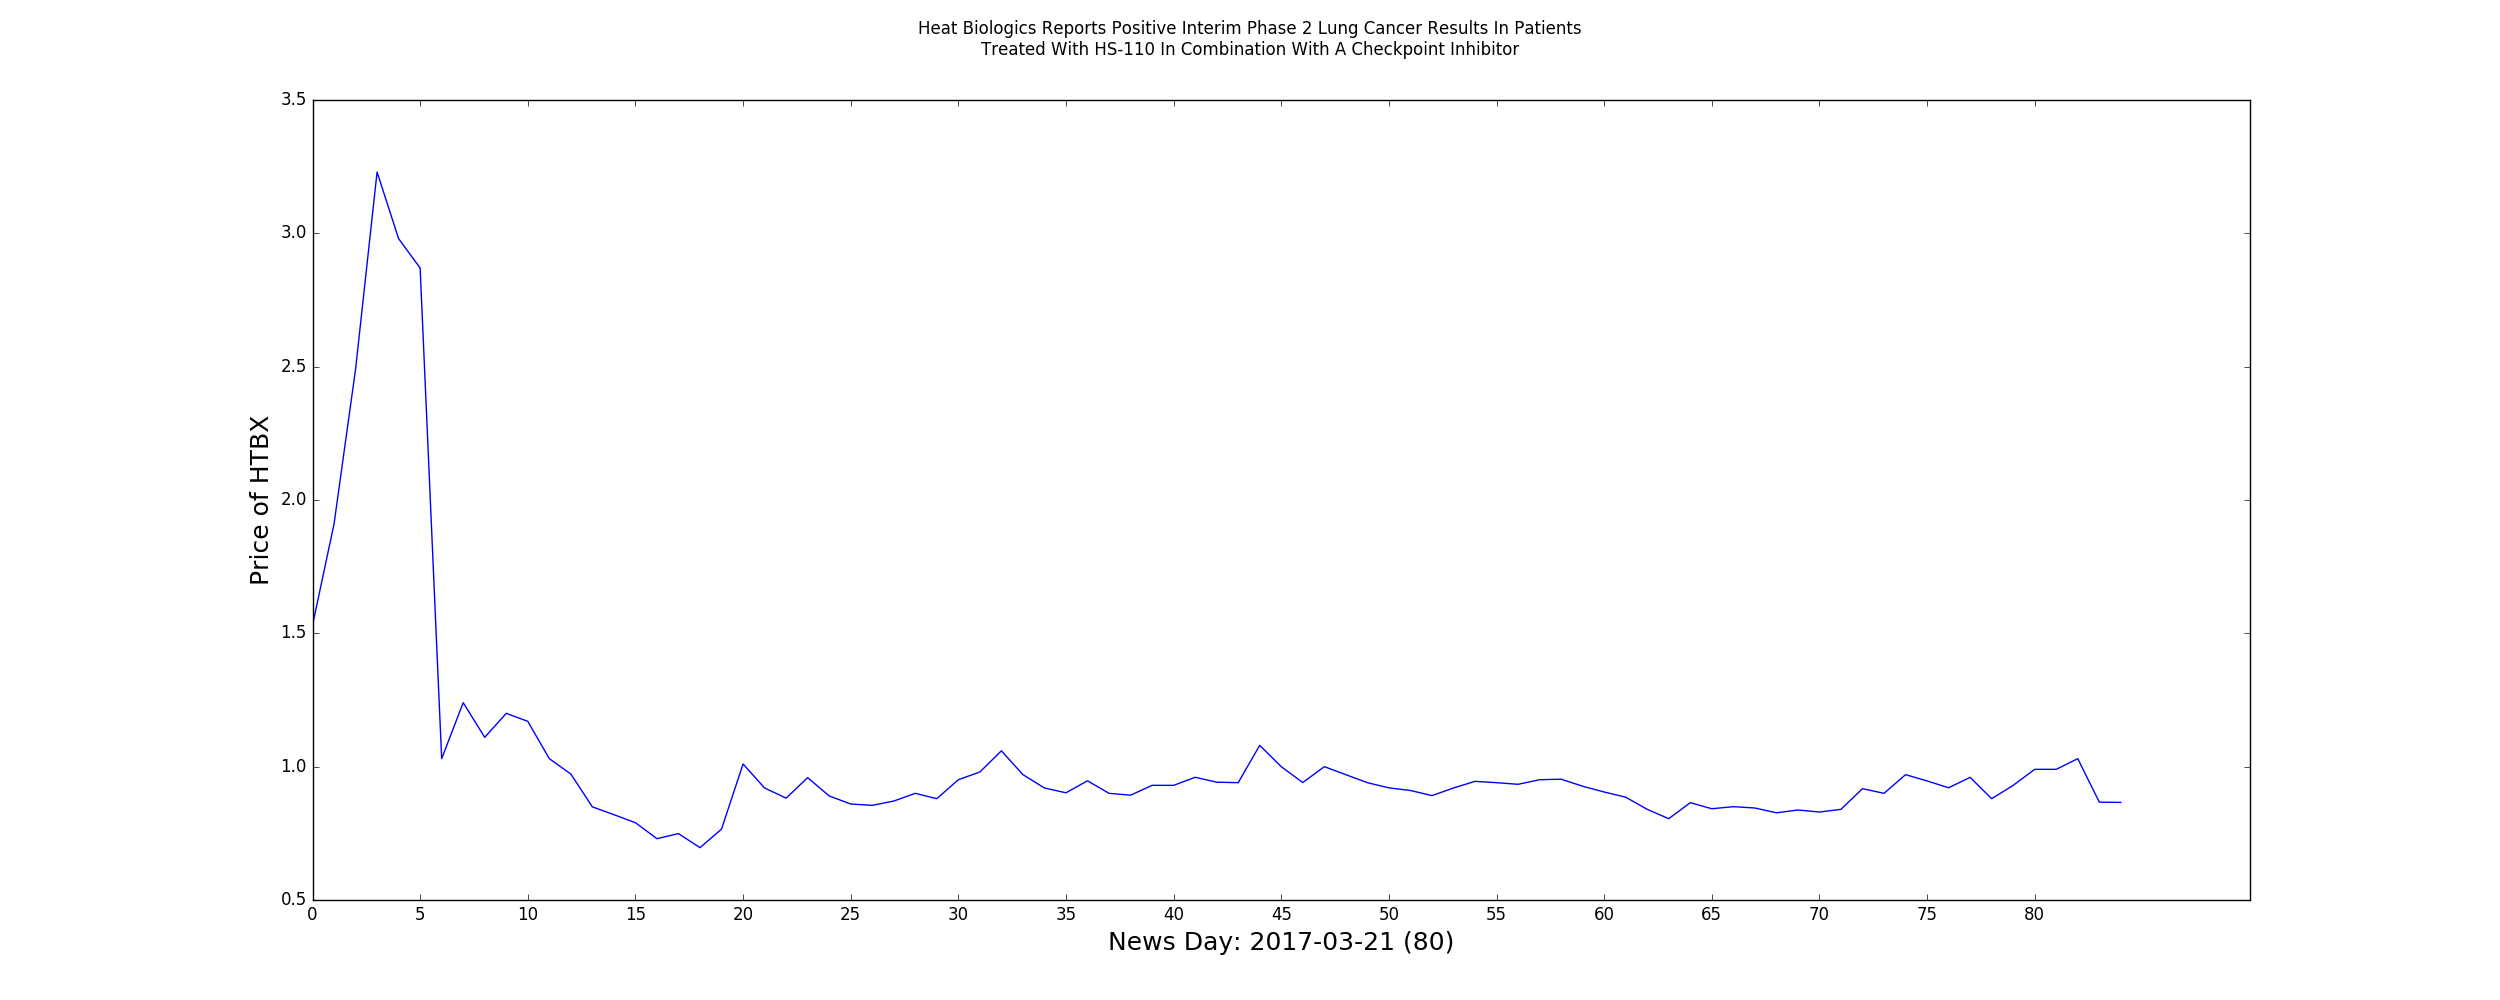 Heat Biologics Reports Positive Interim Phase 2 Lung Cancer Results In Patients
Treated With HS-110 In Combination With A Checkpoint Inhibitor
3.5
3.0
2.5
2.0
1.5
1.0
0.5
Price of HTBX
0 5 10 15 20 25 30 35 40 45 50 55 60 65 70 75 80
News Day: 2017-03-21 (80)